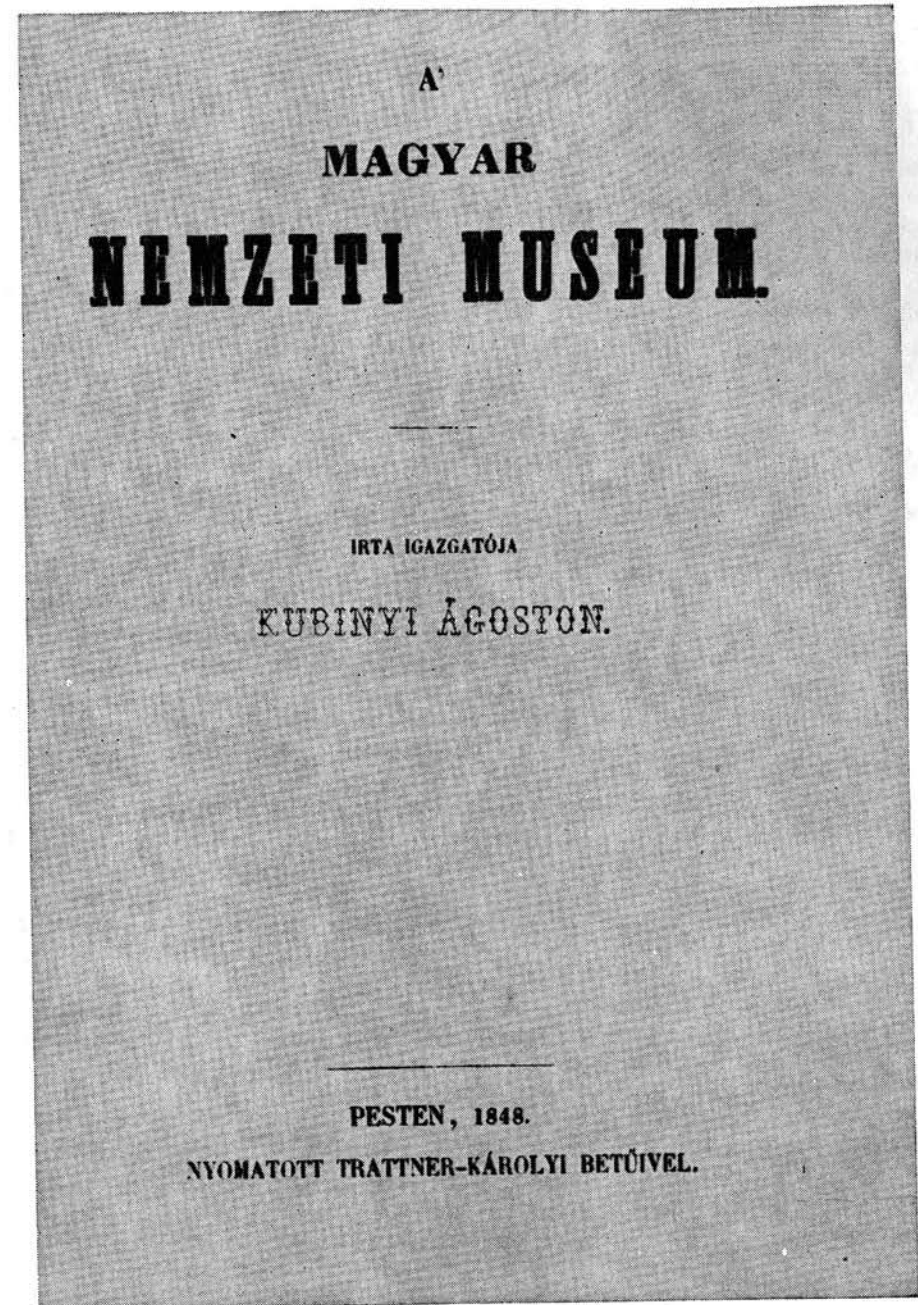 A'
MAGYAR
NEMZETI MUSEUM.
IRTA IGAZGATÓJA
KUBINYI ÁGOSTON.
PESTEN, 1848.
NYOMATOTT TRATTNER-KÁROLYI BETŰIVEL.